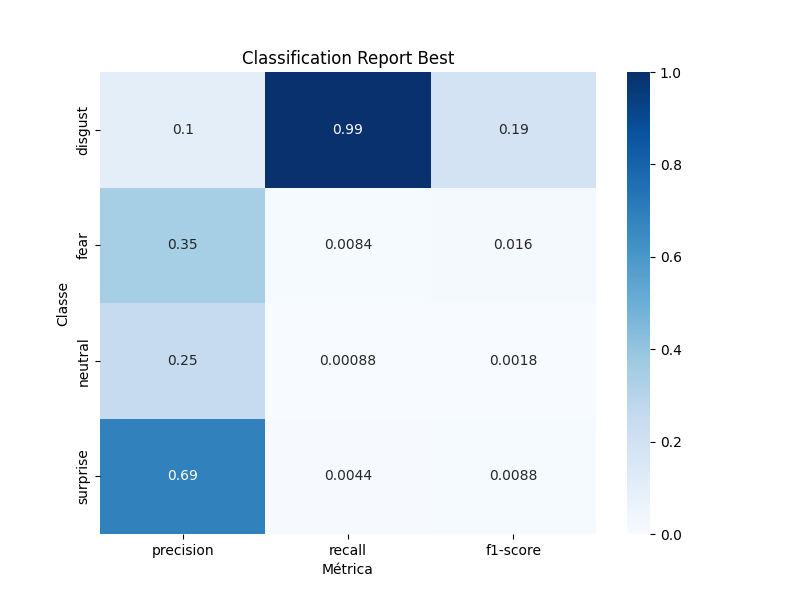 Classification Report Best
disgust 0.1 0.99 0.19
fear 0.35 0.0084 0.016
neutral 0.25 0.00088 0.0018
surprise 0.69 0.0044 0.0088
precision recall f1-score
Métrica
Classe
1.0
0.8
0.6
0.4
0.2
0.0